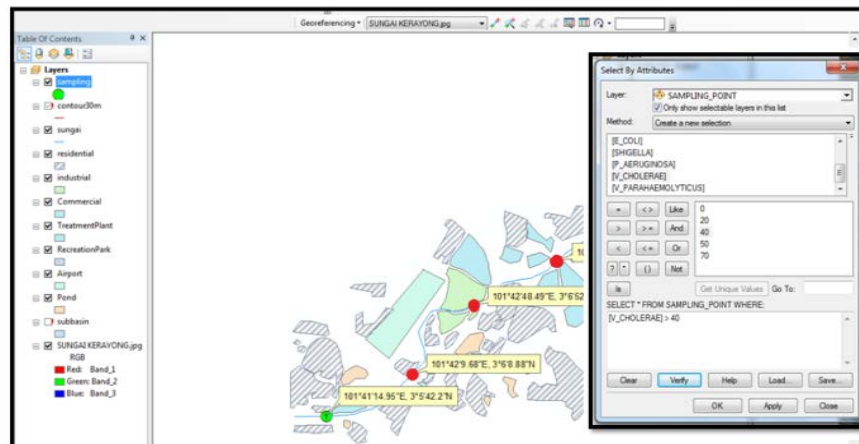 Georeferencing SUNGAI KERAYONG.jpg
Table Of Contents
Layers
sampling
contour30m
sungai
residential
industrial
Commercial
TreatmentPlant
RecreationPark
Airport
Pond
subbasin
SUNGAI KERAYONG.jpg
RGB
Red: Band_1
Green: Band_2
Blue: Band_3
10
101°42'48.49"E, 3°6'52
101°42'9.68"E, 3°6'8.88"N
101°41'14.95"E, 3°5'42.2"N
Select By Attributes
Layer: SAMPLING_POINT
Only show selectable layers in this list
Method: Create a new selection
[E_COLI]
[SHIGELLA]
[P_AERUGINOSA]
[V_CHOLERAE]
[V_PARAHAEMOLYTICUS]
= <> Like
> >= And
< <= Or
? * () Not
Is
0
20
40
50
70
Get Unique Values Go To:
SELECT * FROM SAMPLING_POINT WHERE:
[V_CHOLERAE] > 40
Clear Verify Help Load... Save...
OK Apply Close